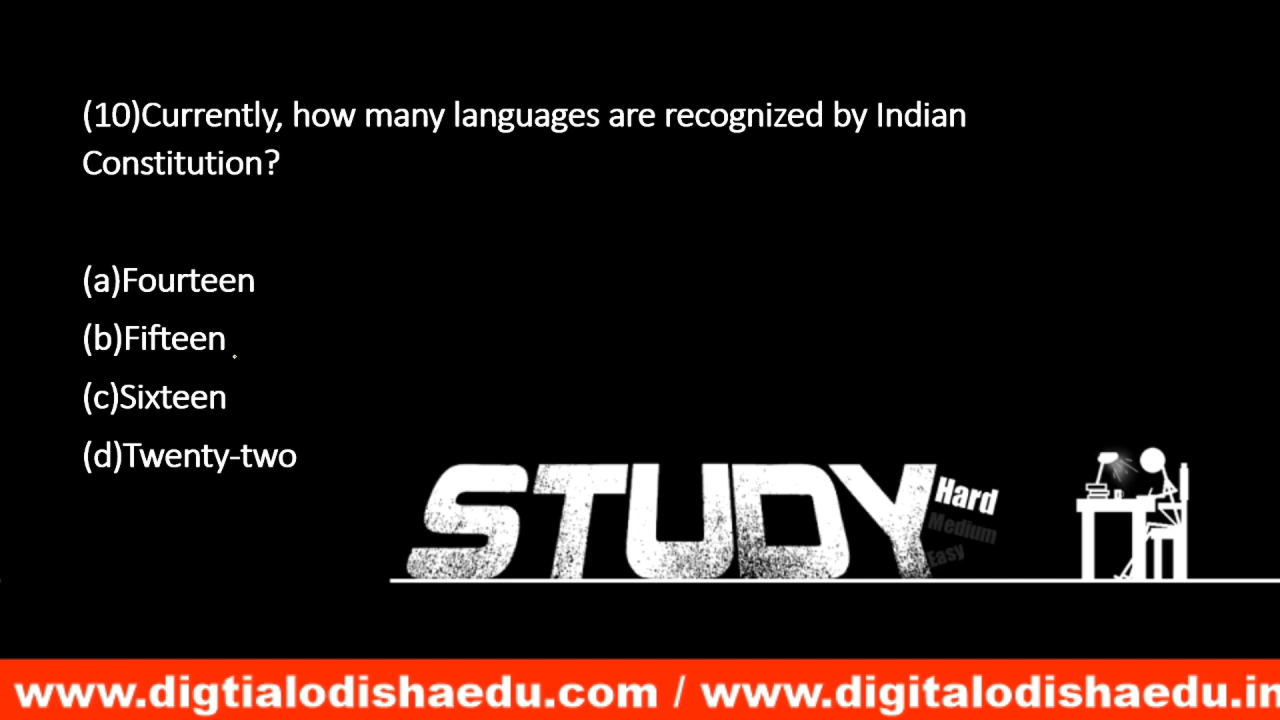 (10)Currently, how many languages are recognized by Indian
Constitution?
(a)Fourteen
(b)Fifteen
(c)Sixteen
(d)Twenty-two
STUDY
Hard
Medium
Easy
www.digtialodishaedu.com / www.digitalodishaedu.in